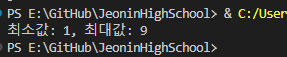 PS E:\GitHub\JeoninHighSchool> & C:/User
최소값: 1, 최대값: 9
PS E:\GitHub\JeoninHighSchool>